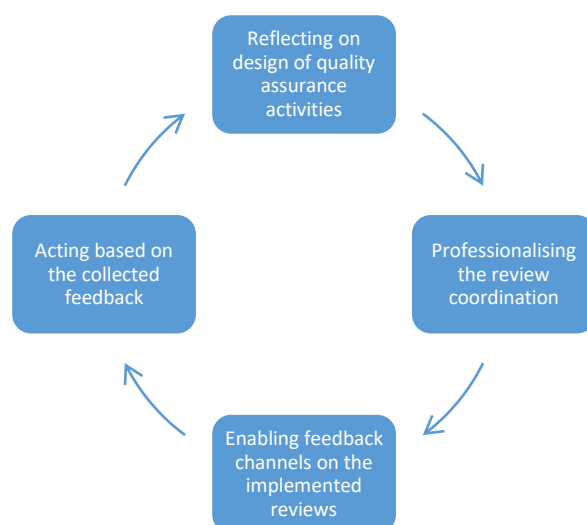 Reflecting on
design of quality
assurance
activities
Professionalising
the review
coordination
Enabling feedback
channels on the
implemented
reviews
Acting based on
the collected
feedback